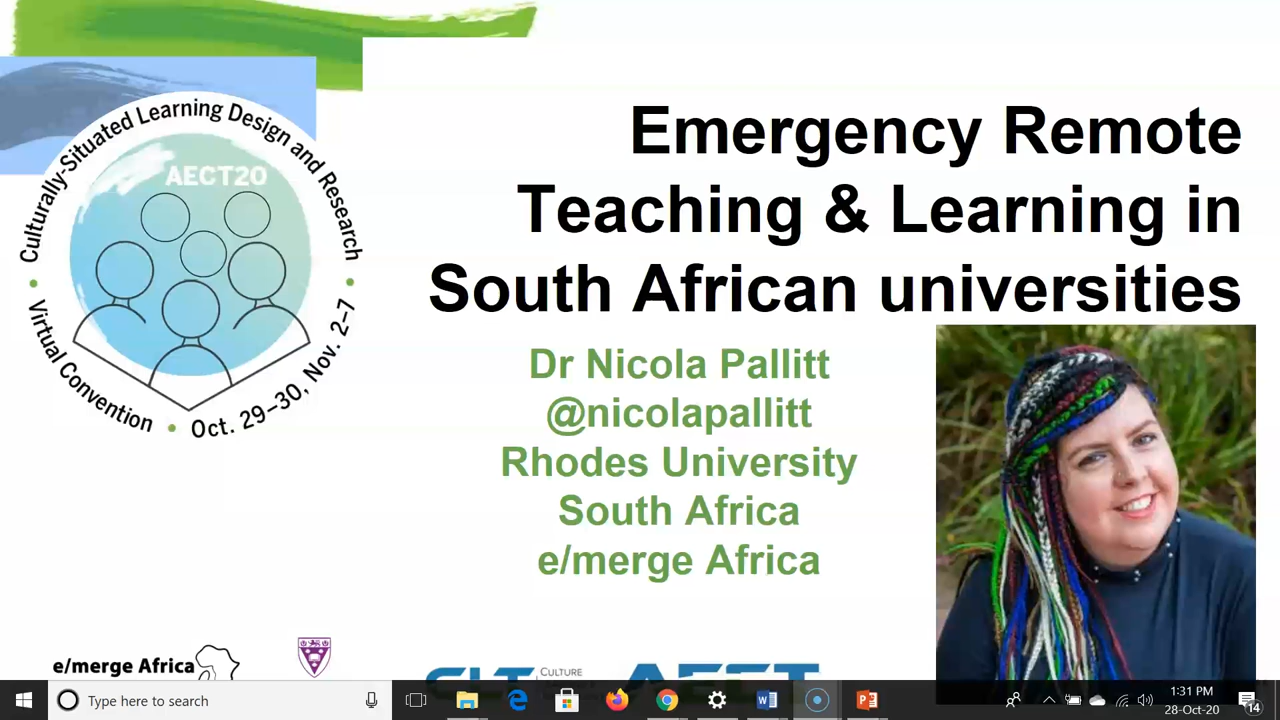 Culturally-Situated Learning Design and Research
AECT20
Virtual Convention • Oct. 29–30, Nov. 2–7
Emergency Remote
Teaching & Learning in
South African universities
Dr Nicola Pallitt
@nicolapallitt
Rhodes University
South Africa
e/merge Africa
e/merge Africa
CLT
CULTURE
AECT
Type here to search
1:31 PM
28-Oct-20
14